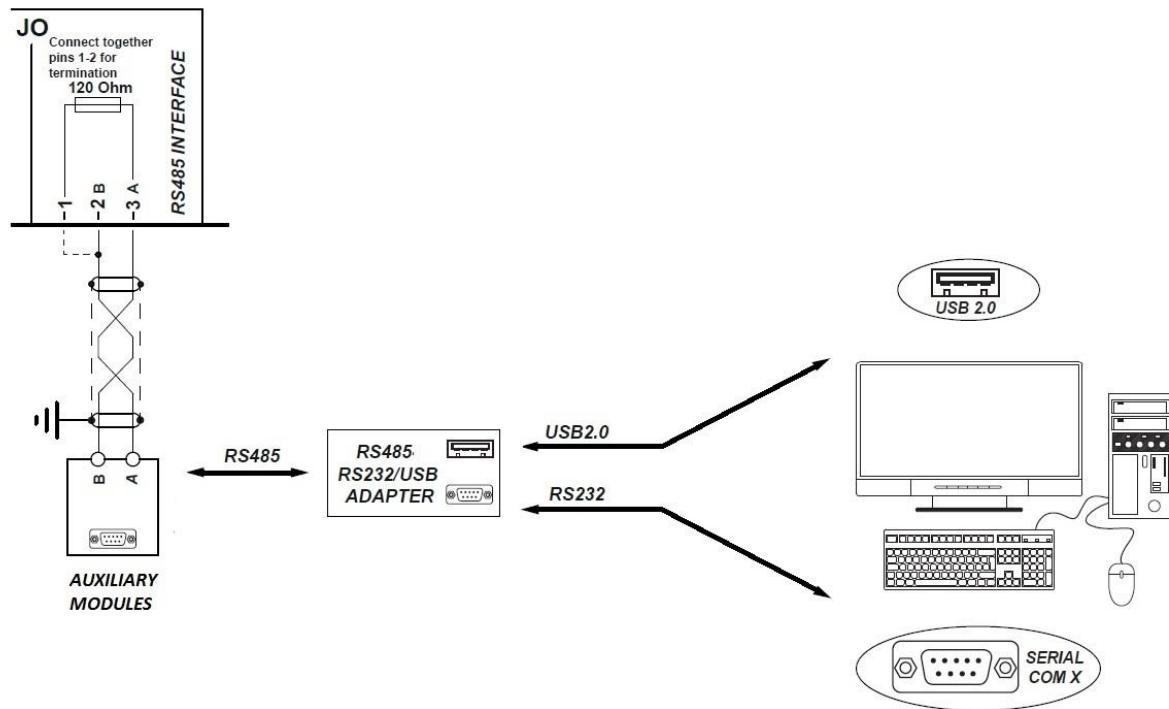 JO
Connect together
pins 1-2 for
termination
120 Ohm
RS485 INTERFACE
1
2 B
3 A
B
A
AUXILIARY
MODULES
RS485
RS485-
RS232/USB
ADAPTER
USB2.0
RS232
USB 2.0
SERIAL
COM X